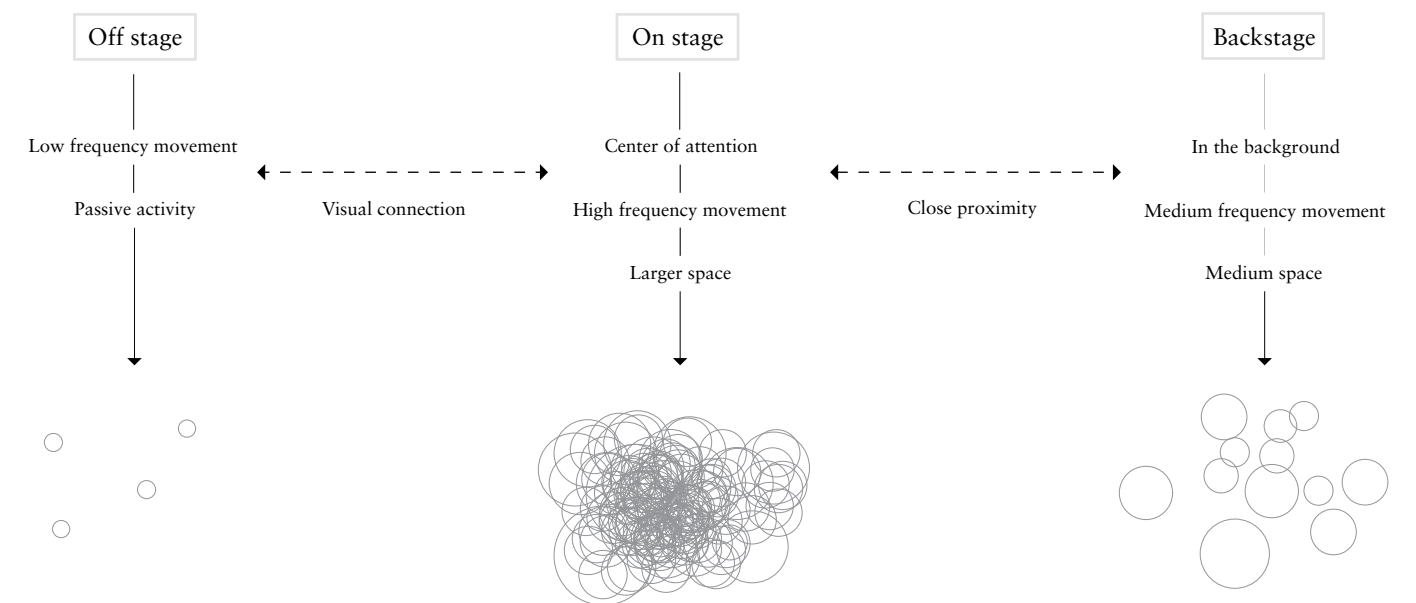 Off stage
On stage
Backstage
Low frequency movement
Center of attention
In the background
Passive activity
Visual connection
High frequency movement
Close proximity
Medium frequency movement
Larger space
Medium space